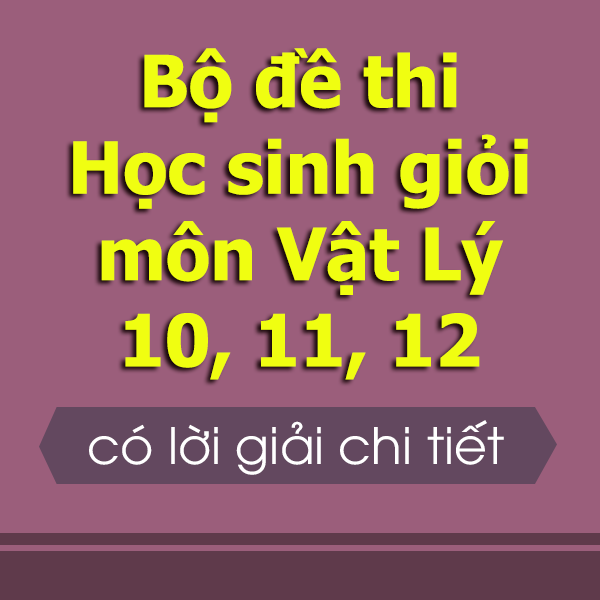 Bộ đề thi
Học sinh giỏi
môn Vật Lý
10, 11, 12
có lời giải chi tiết